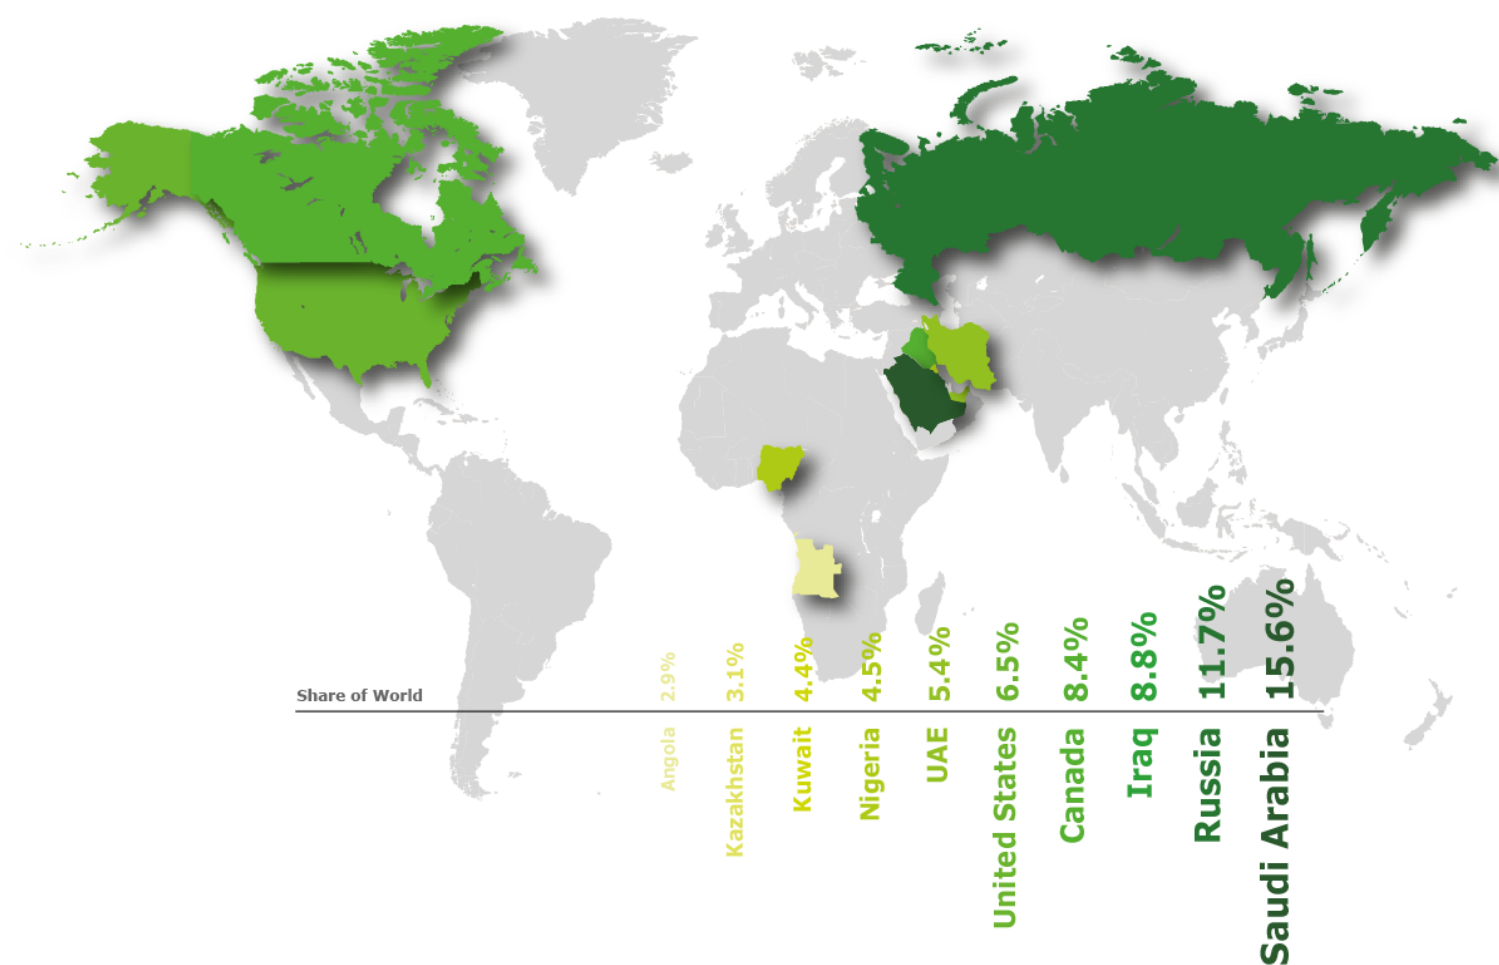 Share of World
2.9%
3.1%
4.4%
4.5%
5.4%
6.5%
8.4%
8.8%
11.7%
15.6%
Angola
Kazakhstan
Kuwait
Nigeria
UAE
United States
Canada
Iraq
Russia
Saudi Arabia